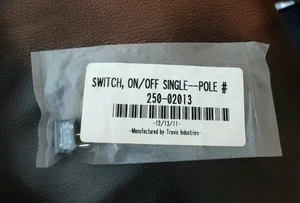 SWITCH, ON/OFF SINGLE--POLE #
250-02013
-12/13/11-
-Manufactured by Travis Industries-